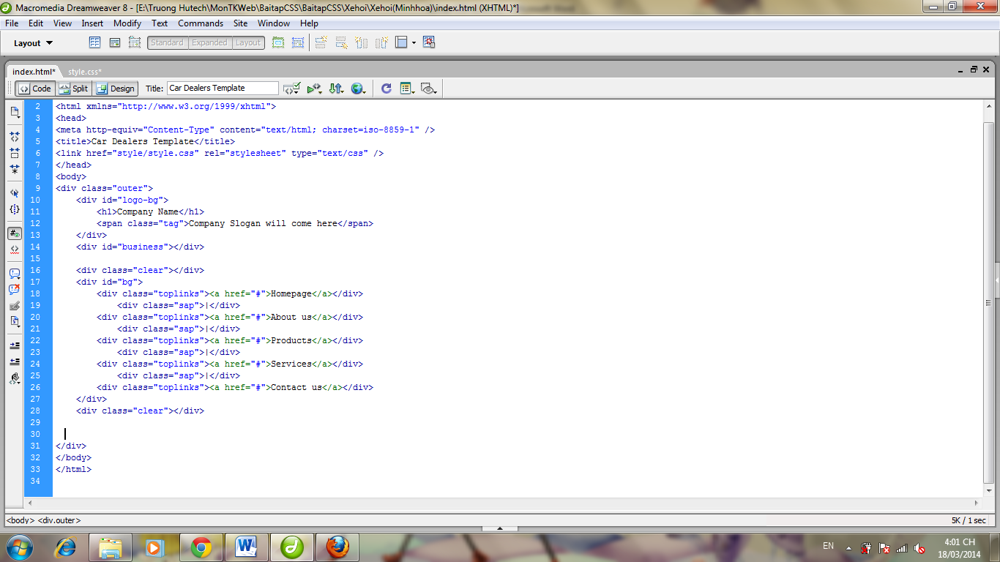 Macromedia Dreamweaver 8 - [E:\Truong Hutech\MonTKWeb\BaitapCSS\BaitapCSS\Xehoi\Xehoi(Minhhoa)\index.html (XHTML)*]
File Edit View Insert Modify Text Commands Site Window Help
Layout Standard Expanded Layout
index.html* style.css*
Code Split Design Title: Car Dealers Template
2 <html xmlns="http://www.w3.org/1999/xhtml">
3 <head>
4 <meta http-equiv="Content-Type" content="text/html; charset=iso-8859-1" />
5 <title>Car Dealers Template</title>
6 <link href="style/style.css" rel="stylesheet" type="text/css" />
7 </head>
8 <body>
9 <div class="outer">
10 <div id="logo-bg">
11 <h1>Company Name</h1>
12 <span class="tag">Company Slogan will come here</span>
13 </div>
14 <div id="business"></div>
15
16 <div class="clear"></div>
17 <div id="bg">
18 <div class="toplinks"><a href="#">Homepage</a></div>
19 <div class="sap">|</div>
20 <div class="toplinks"><a href="#">About us</a></div>
21 <div class="sap">|</div>
22 <div class="toplinks"><a href="#">Products</a></div>
23 <div class="sap">|</div>
24 <div class="toplinks"><a href="#">Services</a></div>
25 <div class="sap">|</div>
26 <div class="toplinks"><a href="#">Contact us</a></div>
27 </div>
28 <div class="clear"></div>
29
30
31 </div>
32 </body>
33 </html>
34
<body> <div.outer> 5K / 1 sec
EN 4:01 CH
18/03/2014